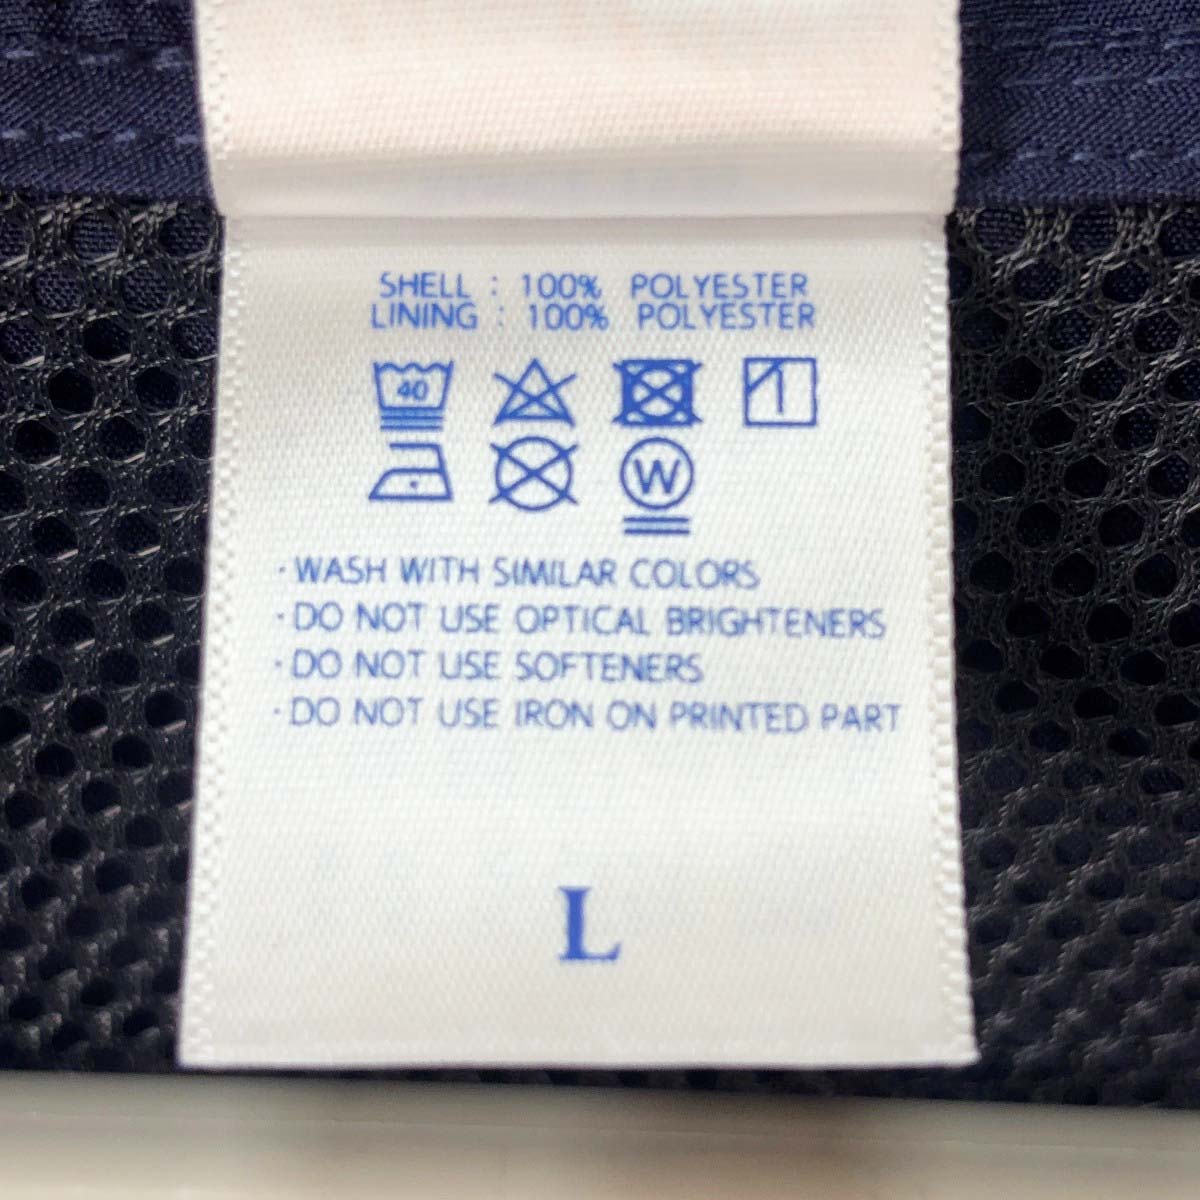 SHELL : 100% POLYESTER
LINING : 100% POLYESTER
40
W
· WASH WITH SIMILAR COLORS
· DO NOT USE OPTICAL BRIGHTENERS
· DO NOT USE SOFTENERS
· DO NOT USE IRON ON PRINTED PART
L